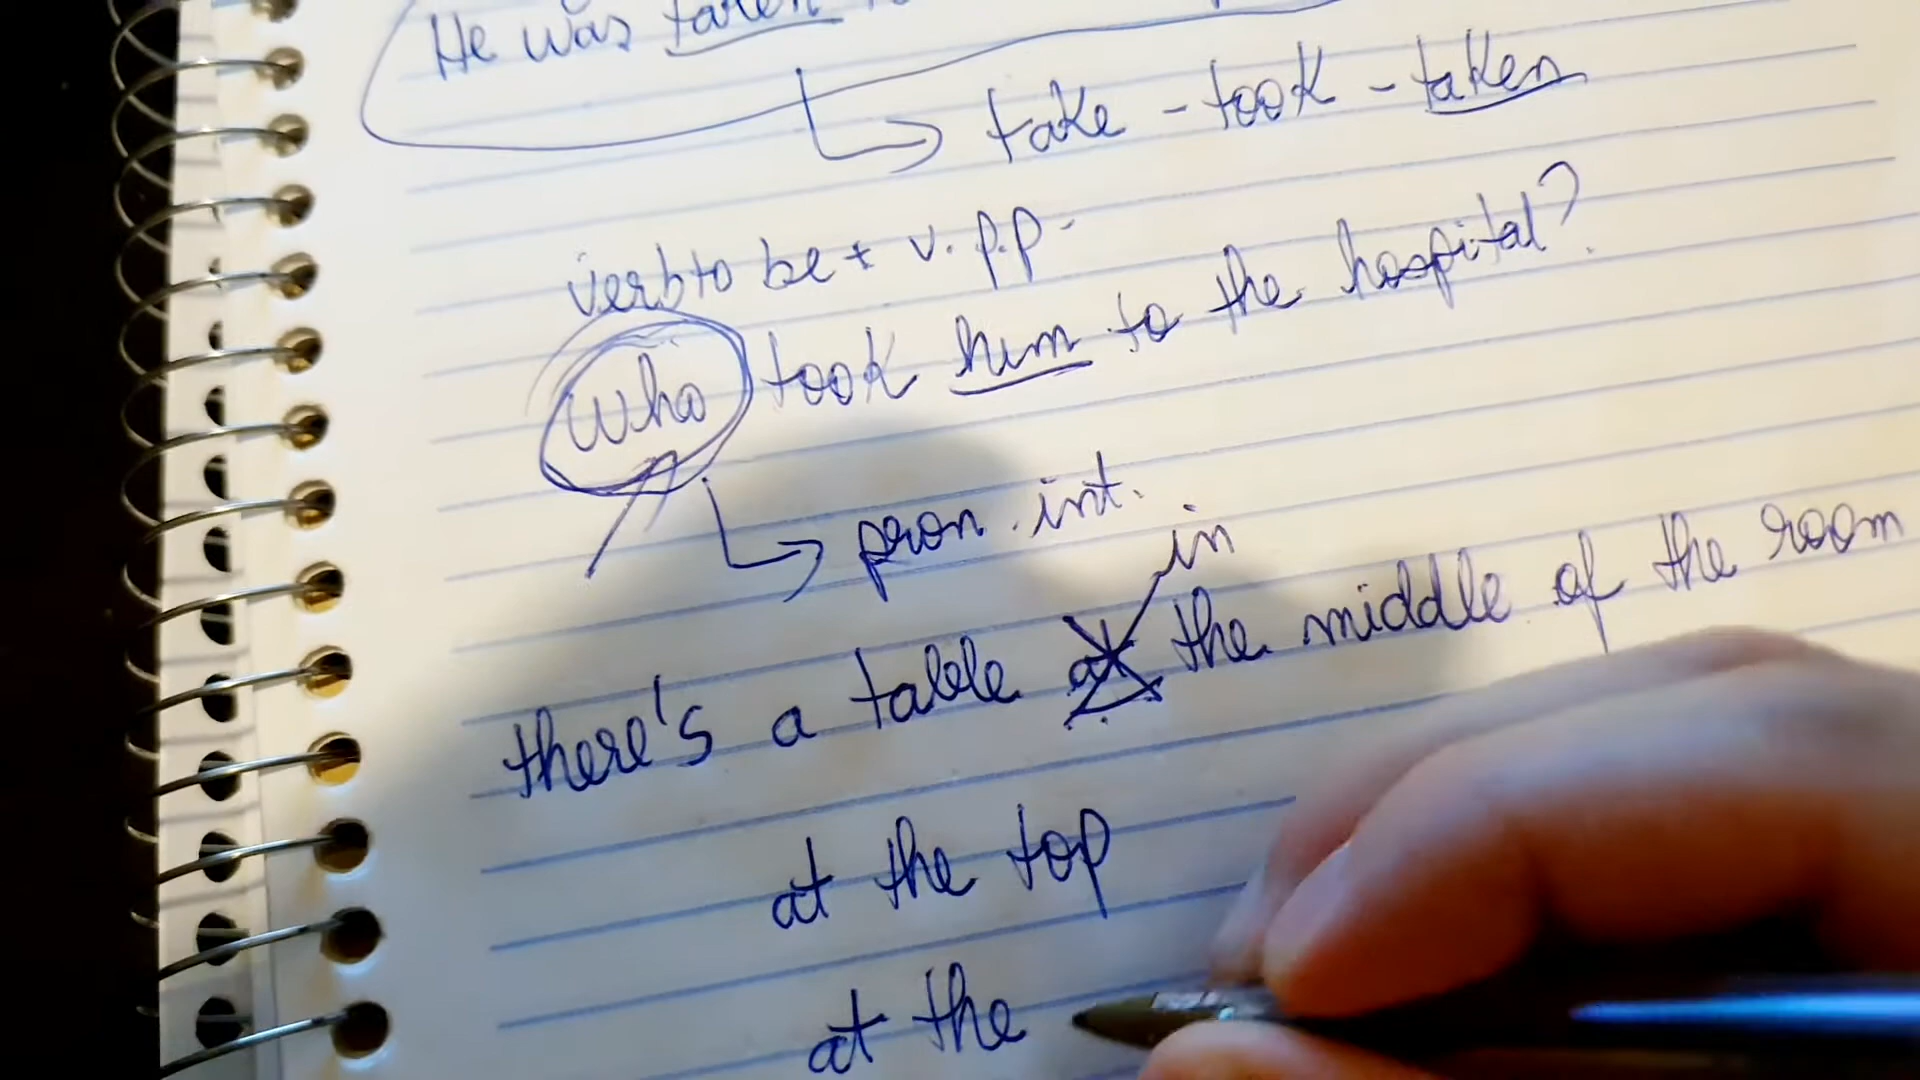 He was taken
take - took - taken
verb to be + v. p.p.
who took him to the hospital?
pron. int.
in
there's a table at the middle of the room
at the top
at the